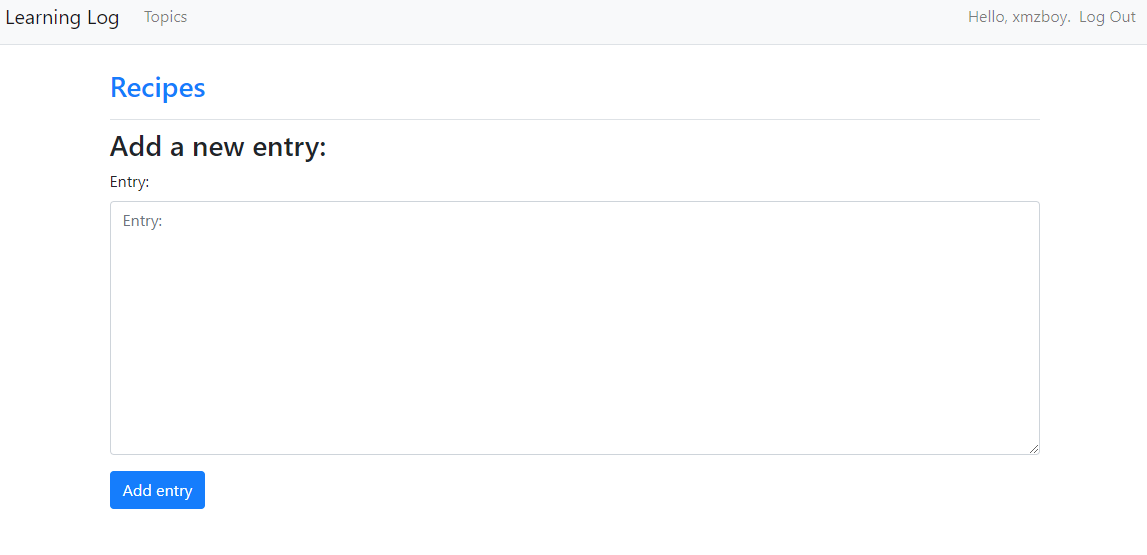 Learning Log Topics Hello, xmzboy. Log Out
Recipes
Add a new entry:
Entry:
Entry:
Add entry